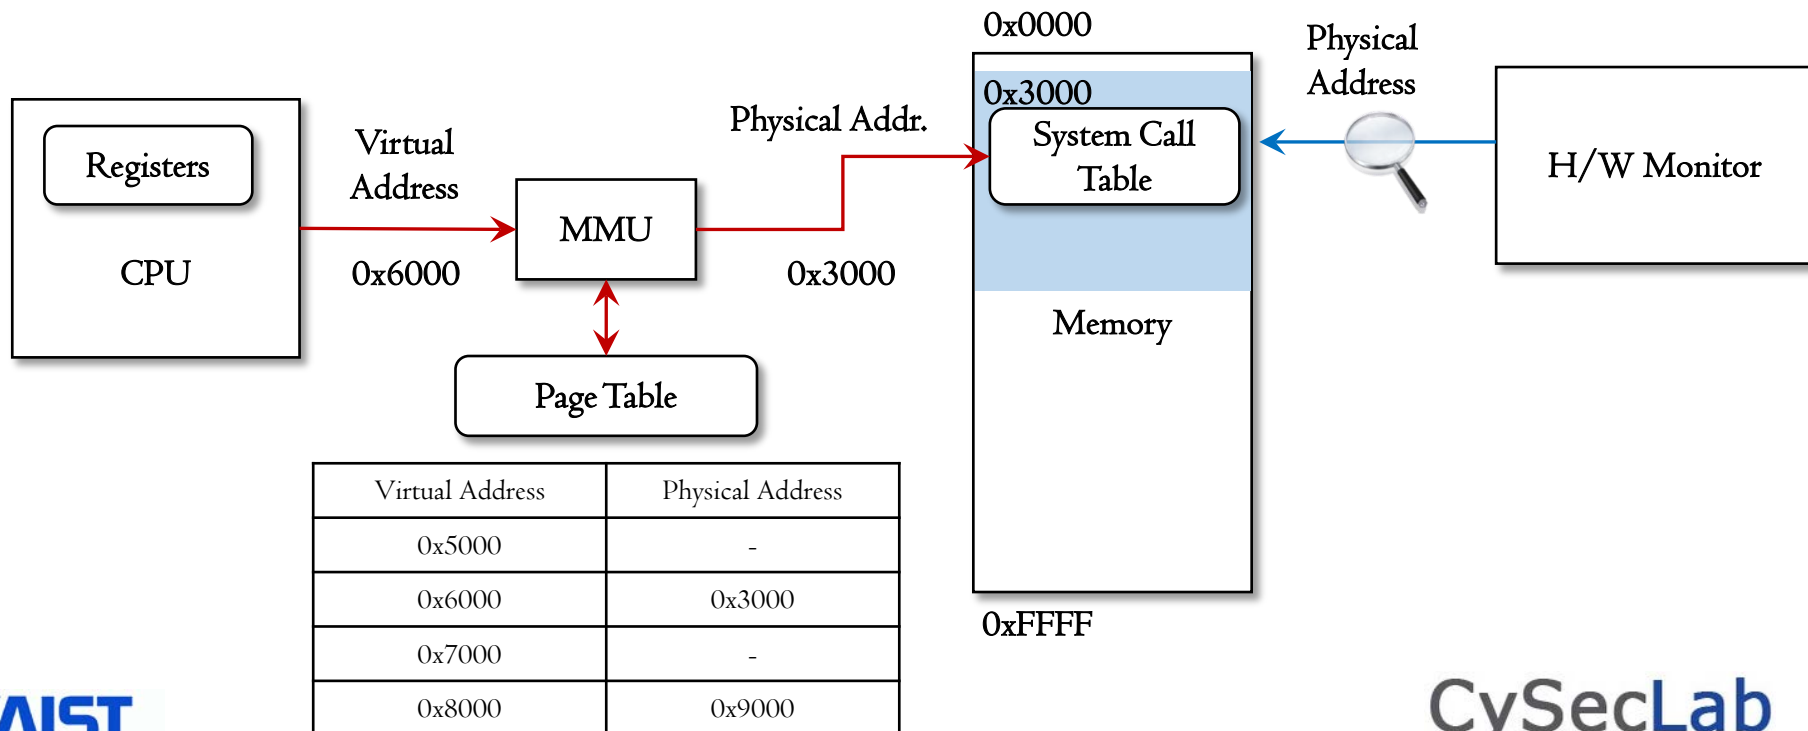 0x0000
Physical
Address
0x3000
Physical Addr.
Virtual
Address
Registers
System Call
Table
H/W Monitor
MMU
CPU
0x6000
0x3000
Memory
Page Table
Virtual Address Physical Address
0x5000 -
0x6000 0x3000
0x7000 -
0x8000 0x9000
0xFFFF
CySecLab